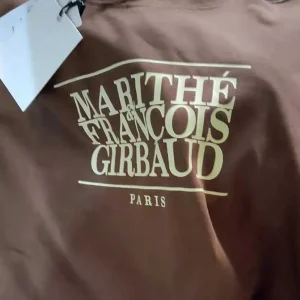 MARITHÉ
&
FRANÇOIS
GIRBAUD
PARIS